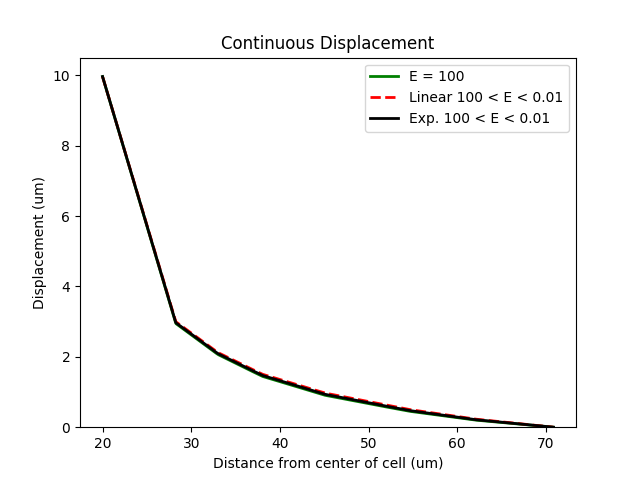 Continuous Displacement
E = 100
Linear 100 < E < 0.01
Exp. 100 < E < 0.01
Displacement (um)
10
8
6
4
2
0
20 30 40 50 60 70
Distance from center of cell (um)